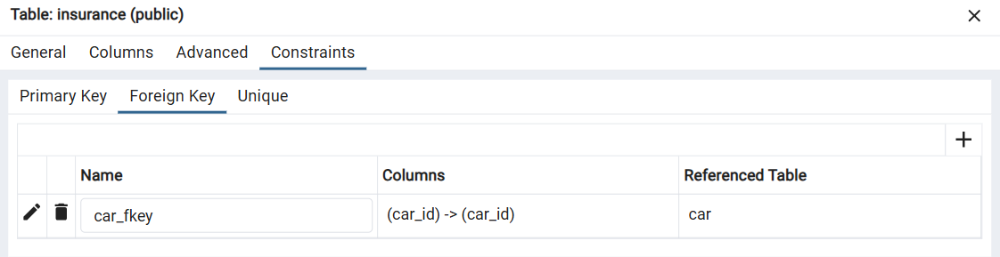 Table: insurance (public)
General Columns Advanced Constraints
Primary Key Foreign Key Unique
Name Columns Referenced Table
car_fkey (car_id) -> (car_id) car